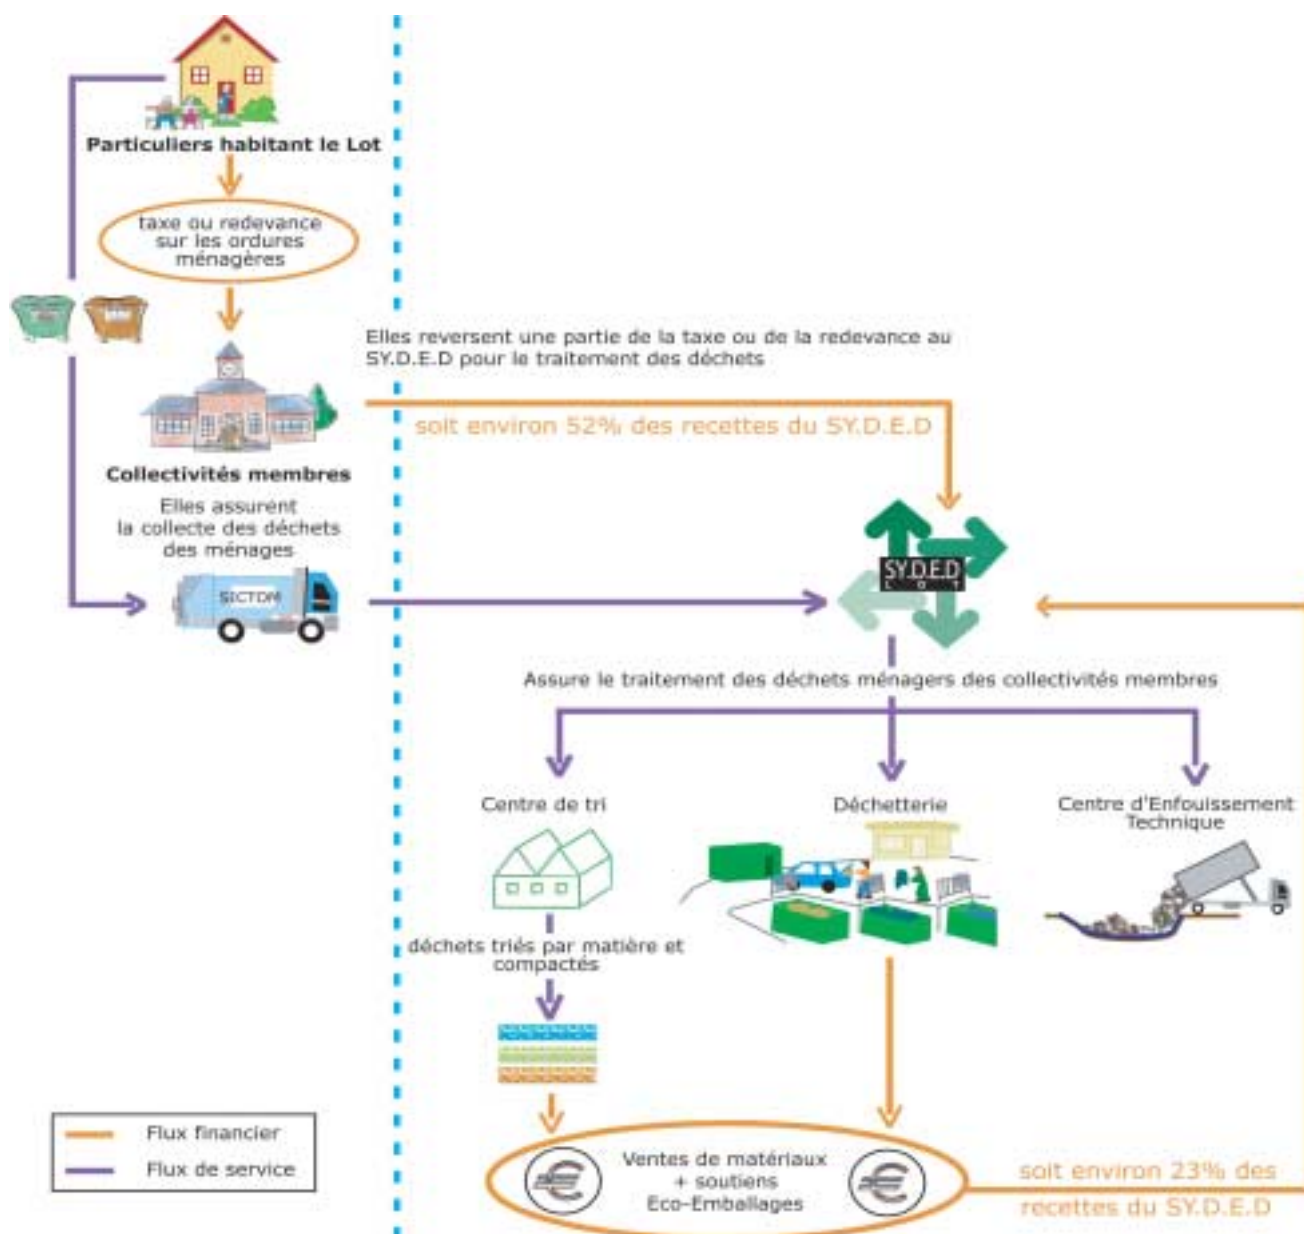 Particuliers habitant le Lot
taxe ou redevance
sur les ordures
ménagères
Elles reversent une partie de la taxe ou de la redevance au
SY.D.E.D pour le traitement des déchets
soit environ 52% des recettes du SY.D.E.D
Collectivités membres
Elles assurent
la collecte des déchets
des ménages
SICTOM
SY.D.E.D
LOT
Assure le traitement des déchets ménagers des collectivités membres
Centre de tri
Déchetterie
Centre d'Enfouissement
Technique
déchets triés par matière et
compactés
Flux financier
Flux de service
Ventes de matériaux
+ soutiens
Eco-Emballages
soit environ 23% des
recettes du SY.D.E.D